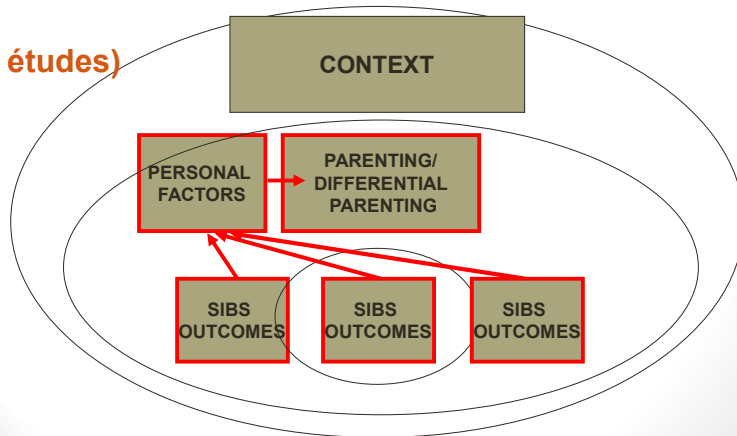 études)
CONTEXT
PERSONAL
FACTORS
PARENTING/
DIFFERENTIAL
PARENTING
SIBS
OUTCOMES
SIBS
OUTCOMES
SIBS
OUTCOMES